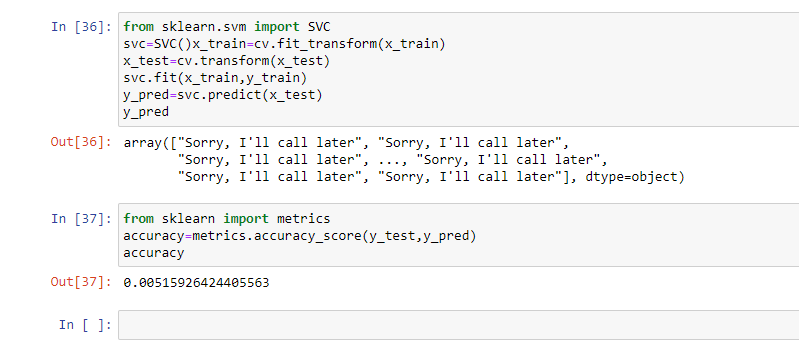 In [36]: from sklearn.svm import SVC
svc=SVC()x_train=cv.fit_transform(x_train)
x_test=cv.transform(x_test)
svc.fit(x_train,y_train)
y_pred=svc.predict(x_test)
y_pred
Out[36]: array(["Sorry, I'll call later", "Sorry, I'll call later",
"Sorry, I'll call later", ..., "Sorry, I'll call later",
"Sorry, I'll call later", "Sorry, I'll call later"], dtype=object)
In [37]: from sklearn import metrics
accuracy=metrics.accuracy_score(y_test,y_pred)
accuracy
Out[37]: 0.00515926424405563
In [ ]: